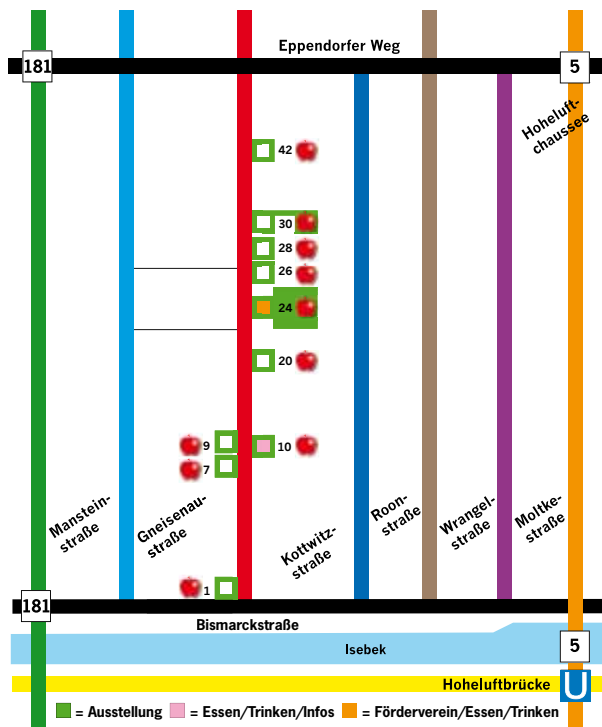 Eppendorfer Weg
181
5
Hoheluft-
chaussee
42
30
28
26
24
20
9
10
7
Manstein-
straße
Gneisenau-
straße
Kottwitz-
straße
Roon-
straße
Wrangel-
straße
Moltke-
straße
1
181
Bismarckstraße
Isebek
5
Hoheluftbrücke
U
= Ausstellung = Essen/Trinken/Infos = Förderverein/Essen/Trinken